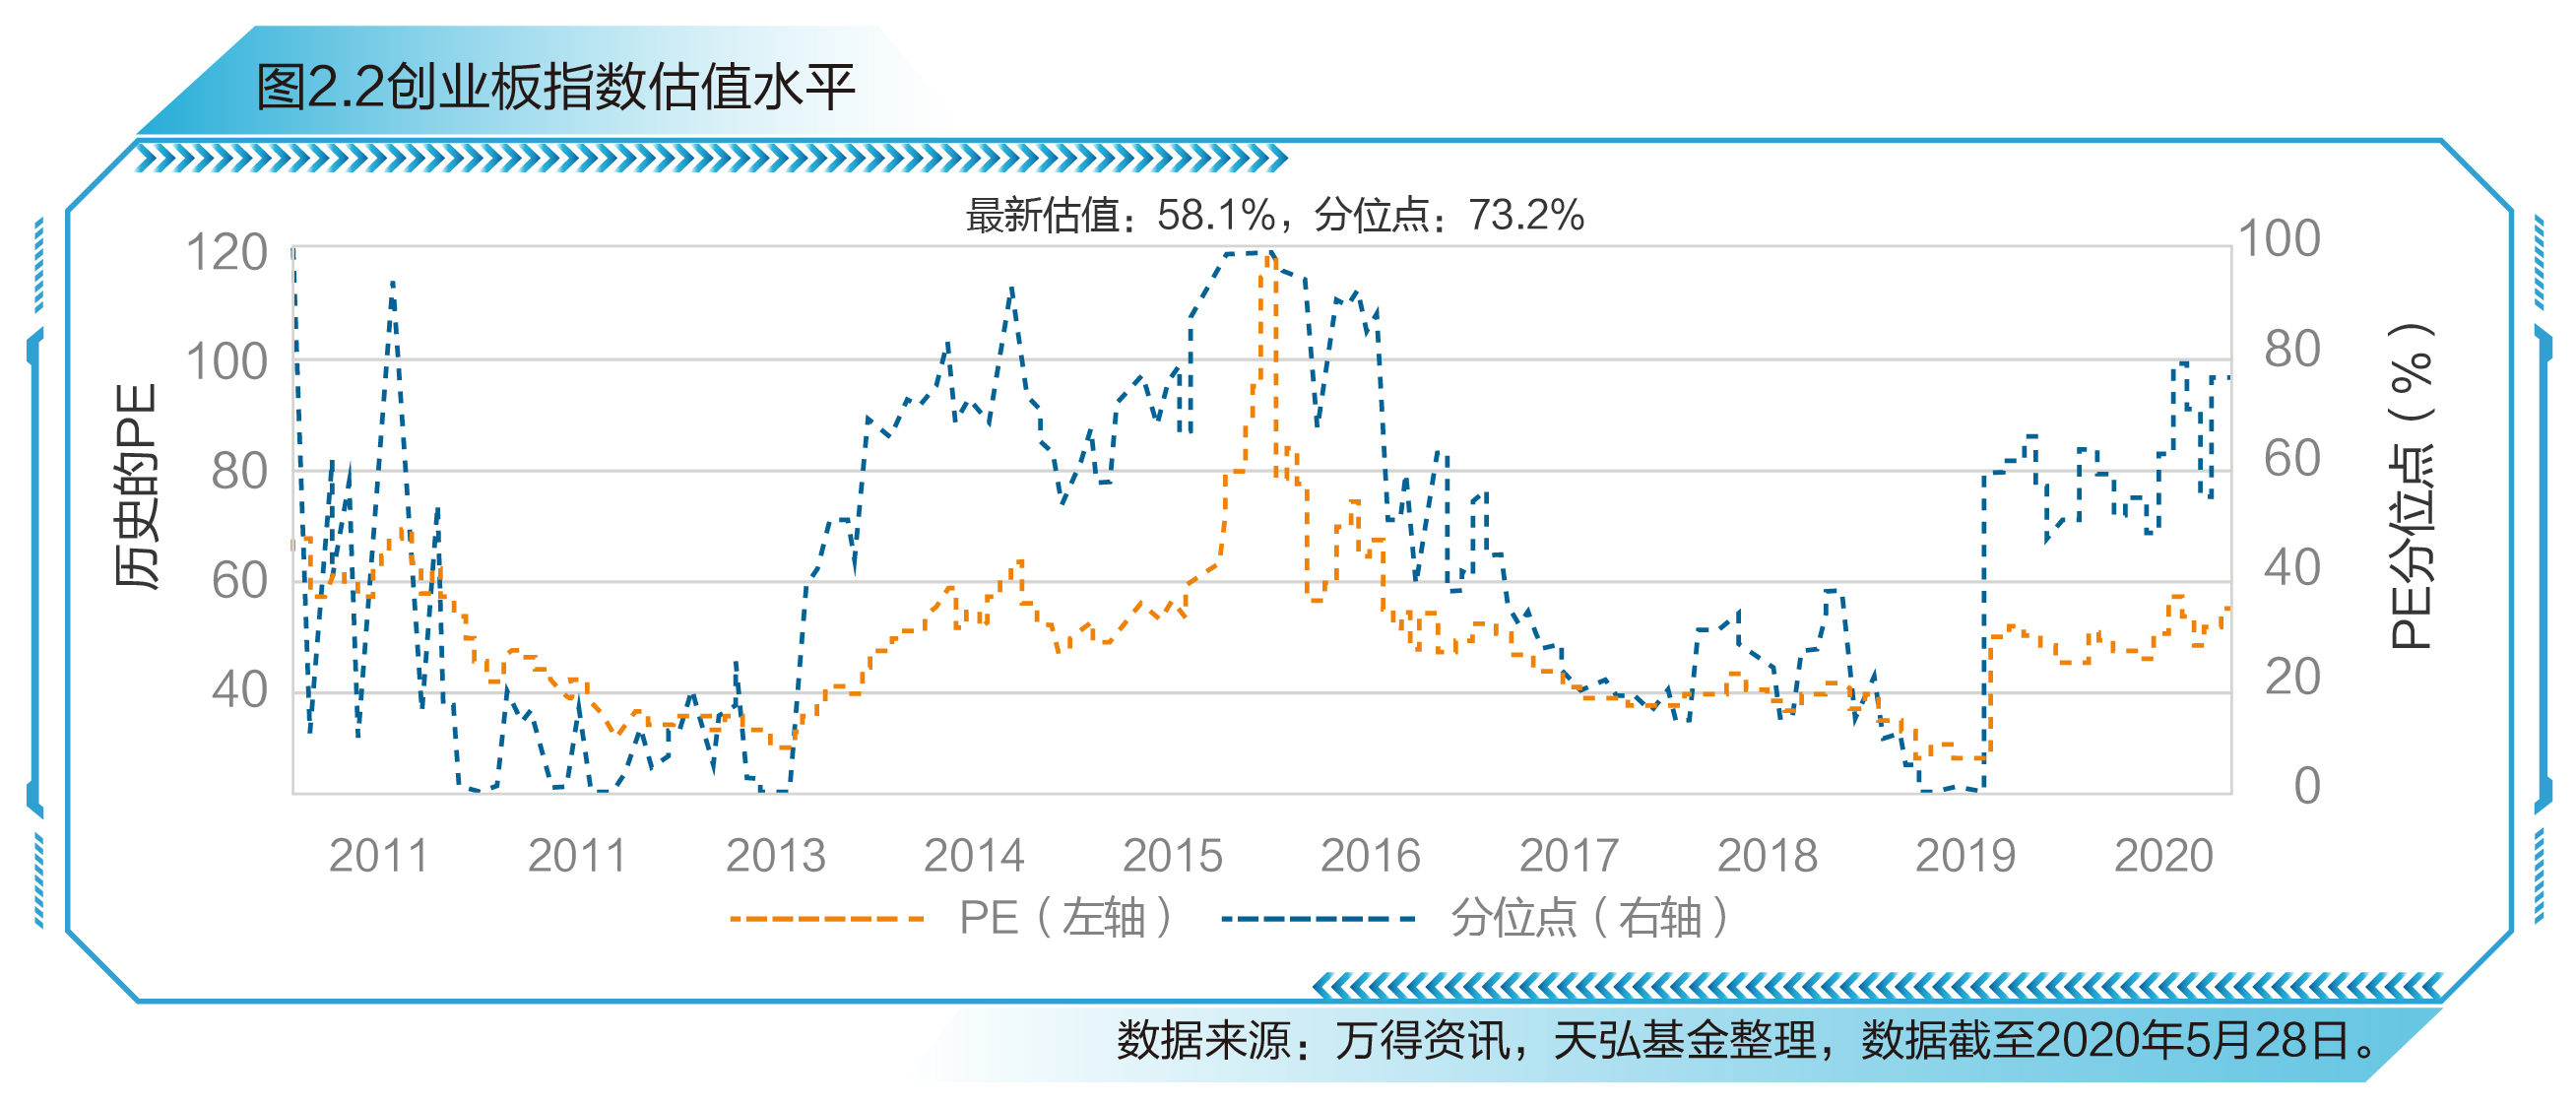 图2.2创业板指数估值水平
最新估值：58.1%，分位点：73.2%
历史的PE
120
100
80
60
40
100
80
60
40
20
0
PE分位点（%）
2011 2011 2013 2014 2015 2016 2017 2018 2019 2020
PE（左轴） 分位点（右轴）
数据来源：万得资讯，天弘基金整理，数据截至2020年5月28日。